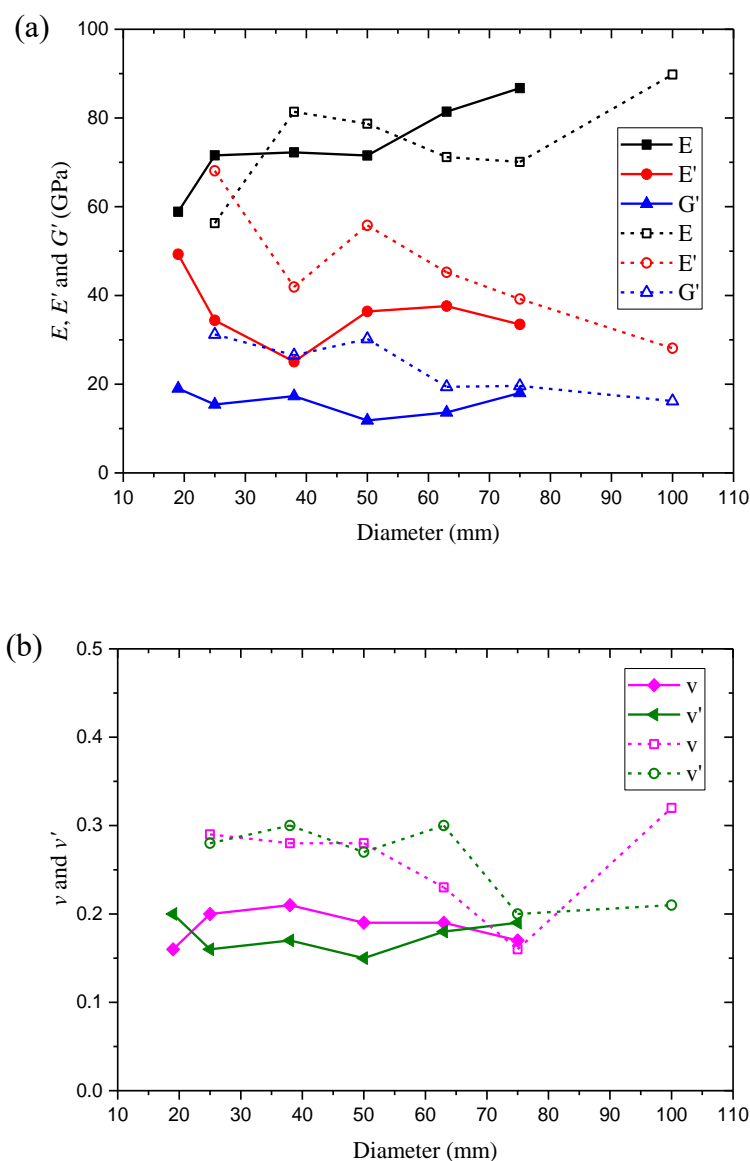 (a)
100
80
60
40
20
0
E, E' and G' (GPa)
E
E'
G'
E
E'
G'
10 20 30 40 50 60 70 80 90 100 110
Diameter (mm)
(b)
0.5
0.4
0.3
0.2
0.1
0.0
v and v'
v
v'
v
v'
10 20 30 40 50 60 70 80 90 100 110
Diameter (mm)